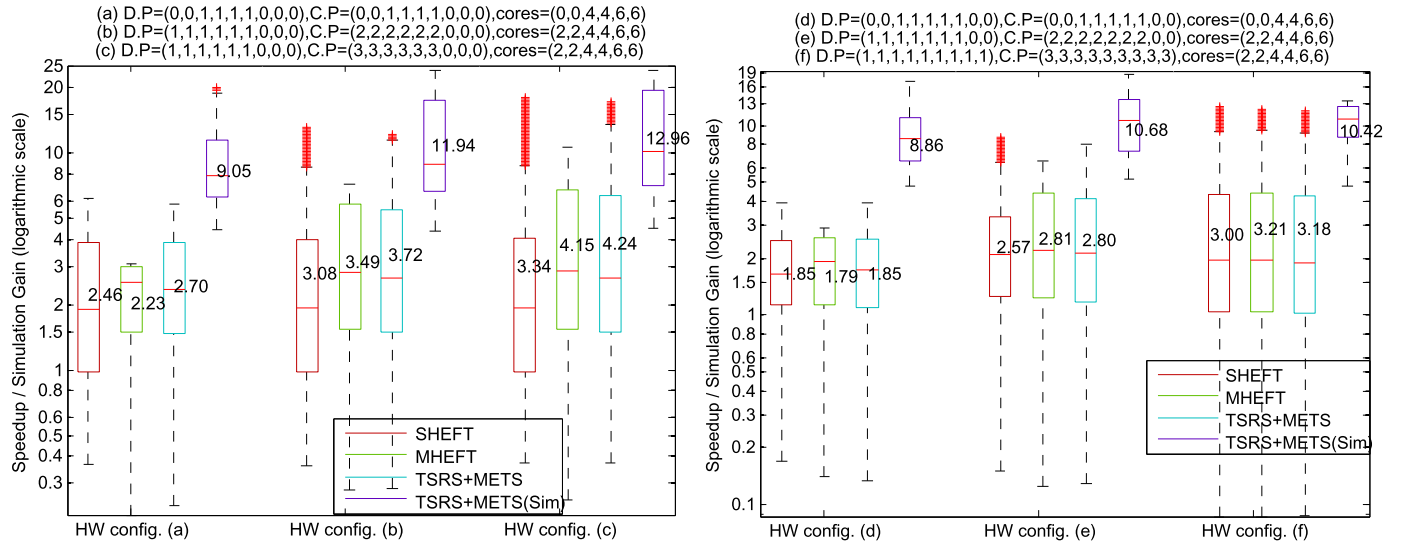 (a) D.P=(0,0,1,1,1,1,0,0,0),C.P=(0,0,1,1,1,1,0,0,0),cores=(0,0,4,4,6,6)
(b) D.P=(1,1,1,1,1,1,0,0,0),C.P=(2,2,2,2,2,2,0,0,0),cores=(2,2,4,4,6,6)
(c) D.P=(1,1,1,1,1,1,0,0,0),C.P=(3,3,3,3,3,3,0,0,0),cores=(2,2,4,4,6,6)
Speedup / Simulation Gain (logarithmic scale)
25
20
15
10
8
6
5
4
3
2
1.5
1
0.8
0.6
0.5
0.4
0.3
2.46
2.23
2.70
9.05
3.08
3.49
3.72
11.94
3.34
4.15
4.24
12.96
SHEFT
MHEFT
TSRS+METS
TSRS+METS(Sim)
HW config. (a)
HW config. (b)
HW config. (c)
(d) D.P=(0,0,1,1,1,1,1,0,0),C.P=(0,0,1,1,1,1,1,0,0),cores=(0,0,4,4,6,6)
(e) D.P=(1,1,1,1,1,1,1,1,0,0),C.P=(2,2,2,2,2,2,2,0,0),cores=(2,2,4,4,6,6)
(f) D.P=(1,1,1,1,1,1,1,1,1,1),C.P=(3,3,3,3,3,3,3,3,3,3),cores=(2,2,4,4,6,6)
Speedup / Simulation Gain (logarithmic scale)
19
16
13
10
8
6
5
4
3
2
1.5
1
0.6
0.5
0.4
0.3
0.2
0.1
1.85
1.79
1.85
8.86
2.57
2.81
2.80
10.68
3.00
3.21
3.18
10.42
SHEFT
MHEFT
TSRS+METS
TSRS+METS(Sim)
HW config. (d)
HW config. (e)
HW config. (f)